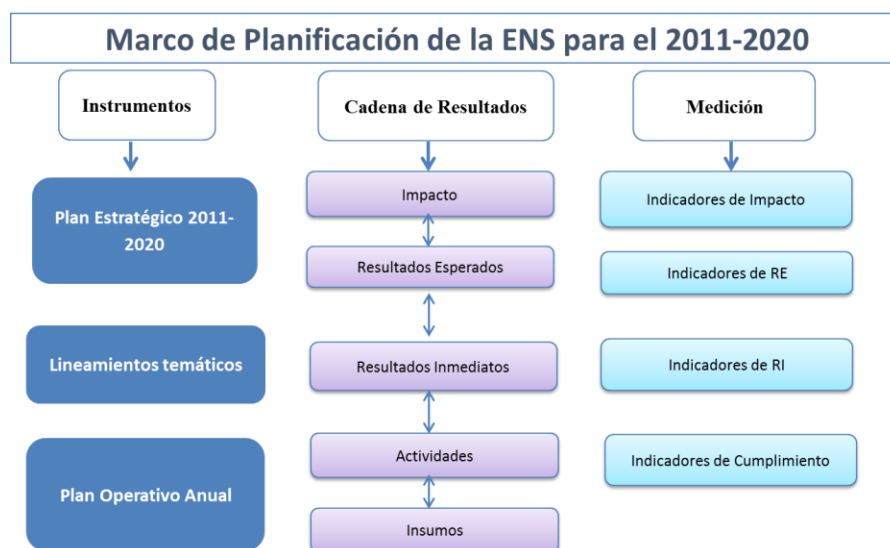 Marco de Planificación de la ENS para el 2011-2020
Instrumentos
Cadena de Resultados
Medición
Plan Estratégico 2011-
2020
Impacto
Indicadores de Impacto
Resultados Esperados
Indicadores de RE
Lineamientos temáticos
Resultados Inmediatos
Indicadores de RI
Plan Operativo Anual
Actividades
Indicadores de Cumplimiento
Insumos